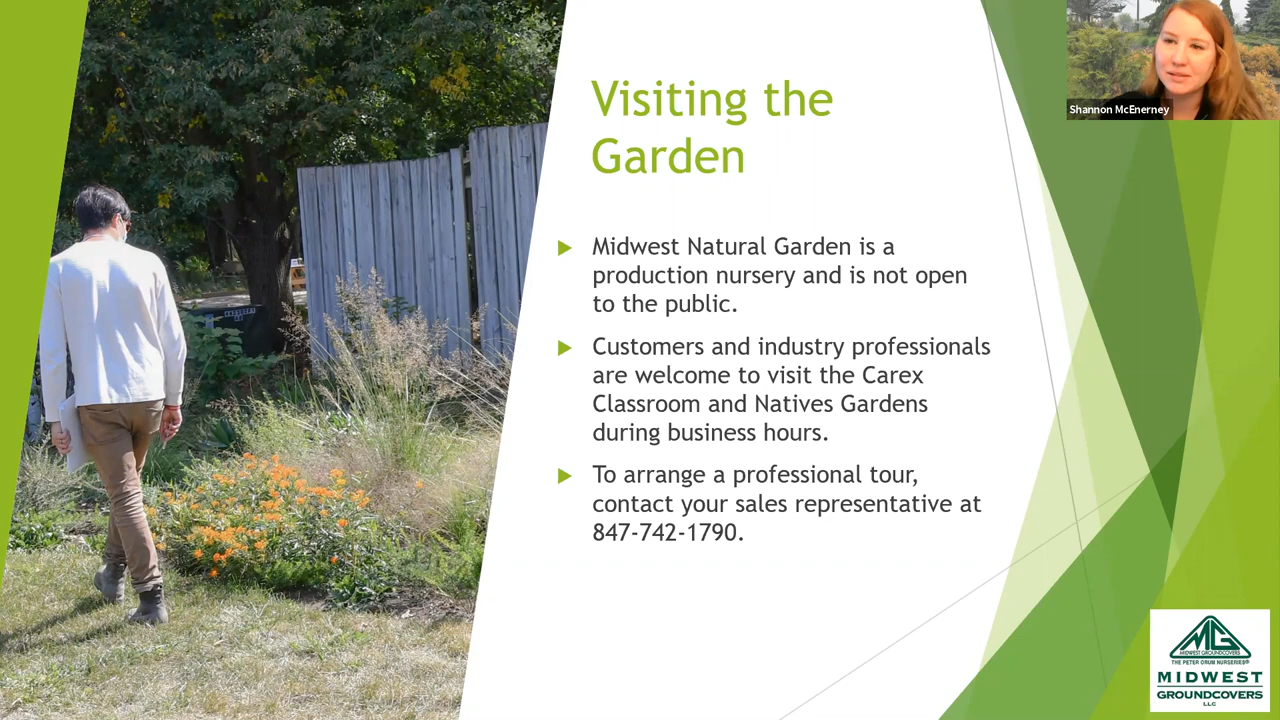 Visiting the
Garden
Midwest Natural Garden is a
production nursery and is not open
to the public.
Customers and industry professionals
are welcome to visit the Carex
Classroom and Natives Gardens
during business hours.
To arrange a professional tour,
contact your sales representative at
847-742-1790.
Shannon McEnerney
MG
MIDWEST GROUNDCOVERS
THE PETER ORUM NURSERIES®
MIDWEST
GROUNDCOVERS
LLC